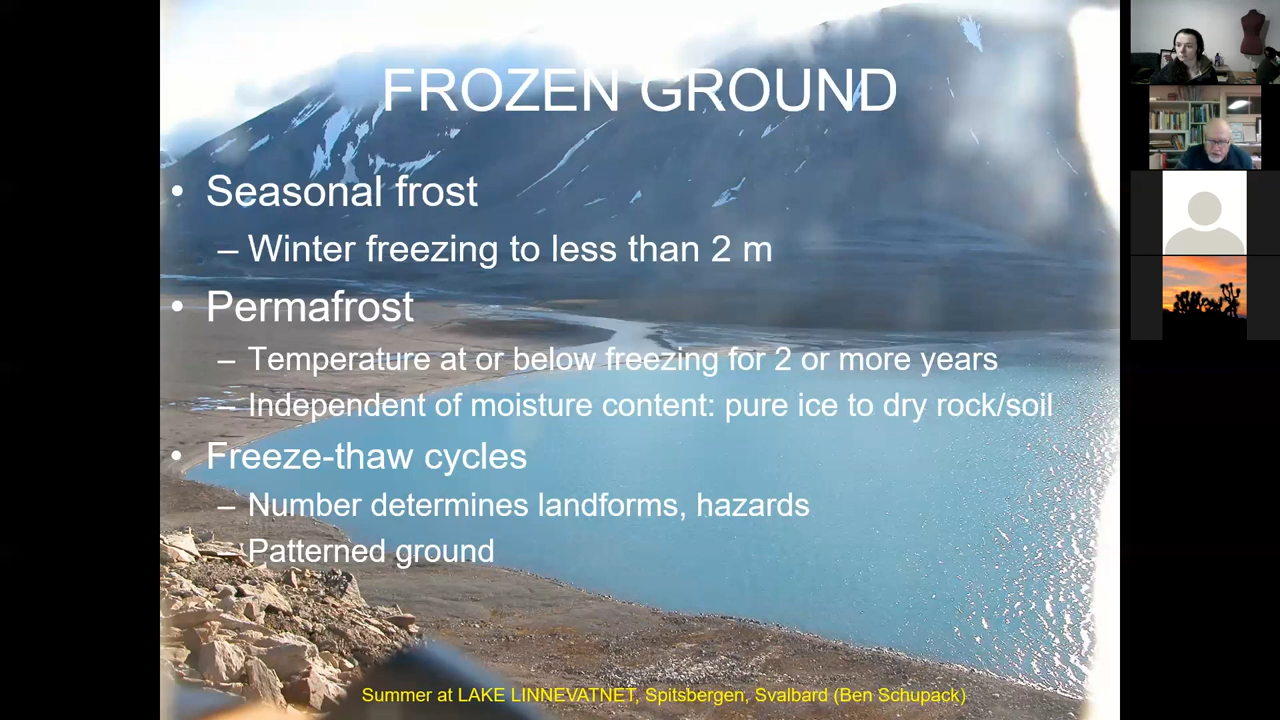 FROZEN GROUND
• Seasonal frost
– Winter freezing to less than 2 m
• Permafrost
– Temperature at or below freezing for 2 or more years
– Independent of moisture content: pure ice to dry rock/soil
• Freeze-thaw cycles
– Number determines landforms, hazards
– Patterned ground
Summer at LAKE LINNEVATNET, Spitsbergen, Svalbard (Ben Schupack)